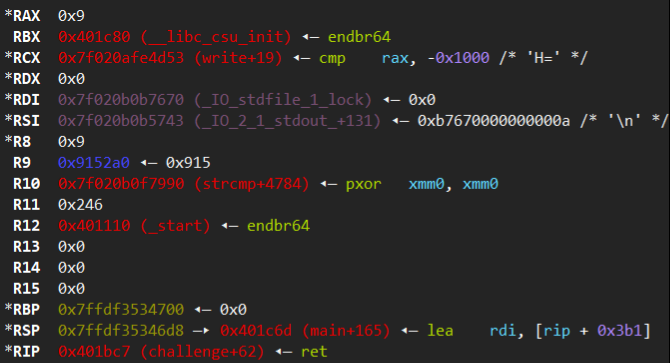 *RAX 0x9
RBX 0x401c80 (__libc_csu_init) ◂— endbr64
*RCX 0x7f020afe4d53 (write+19) ◂— cmp rax, -0x1000 /* 'H=' */
*RDX 0x0
*RDI 0x7f020b0b7670 (_IO_stdfile_1_lock) ◂— 0x0
*RSI 0x7f020b0b5743 (_IO_2_1_stdout_+131) ◂— 0xb7670000000000a /* '\n' */
*R8 0x9
R9 0x9152a0 ◂— 0x915
R10 0x7f020b0f7990 (strcmp+4784) ◂— pxor xmm0, xmm0
R11 0x246
R12 0x401110 (_start) ◂— endbr64
R13 0x0
R14 0x0
R15 0x0
*RBP 0x7ffdf3534700 ◂— 0x0
*RSP 0x7ffdf35346d8 —▸ 0x401c6d (main+165) ◂— lea rdi, [rip + 0x3b1]
*RIP 0x401bc7 (challenge+62) ◂— ret